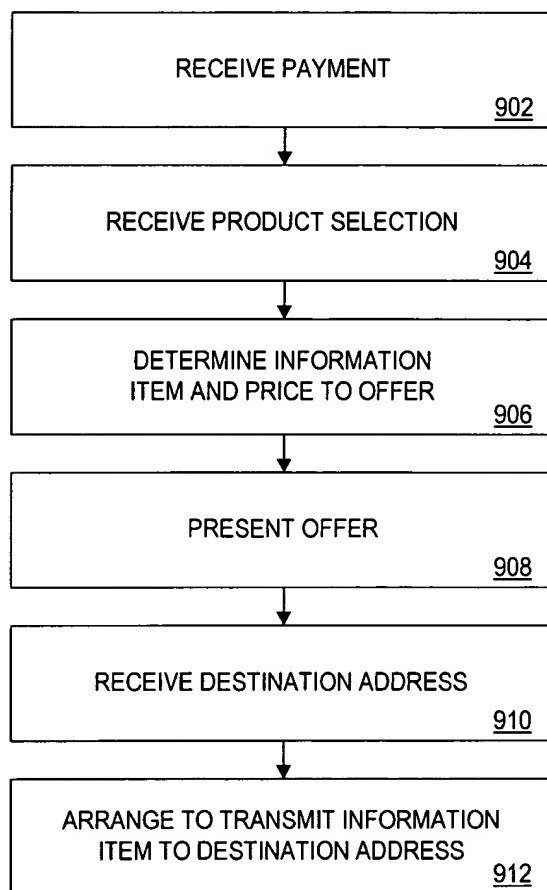 RECEIVE PAYMENT
902
RECEIVE PRODUCT SELECTION
904
DETERMINE INFORMATION
ITEM AND PRICE TO OFFER
906
PRESENT OFFER
908
RECEIVE DESTINATION ADDRESS
910
ARRANGE TO TRANSMIT INFORMATION
ITEM TO DESTINATION ADDRESS
912